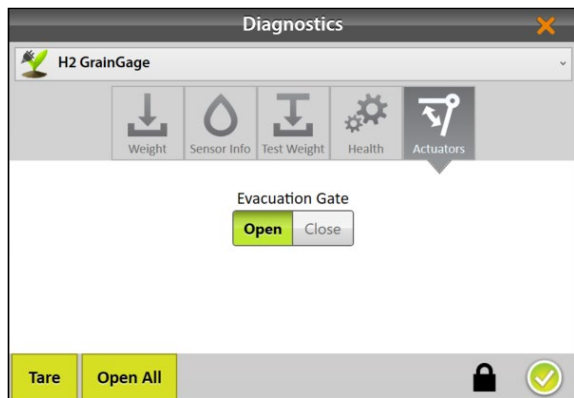 Diagnostics
H2 GrainGage
Weight Sensor Info Test Weight Health Actuators
Evacuation Gate
Open Close
Tare Open All